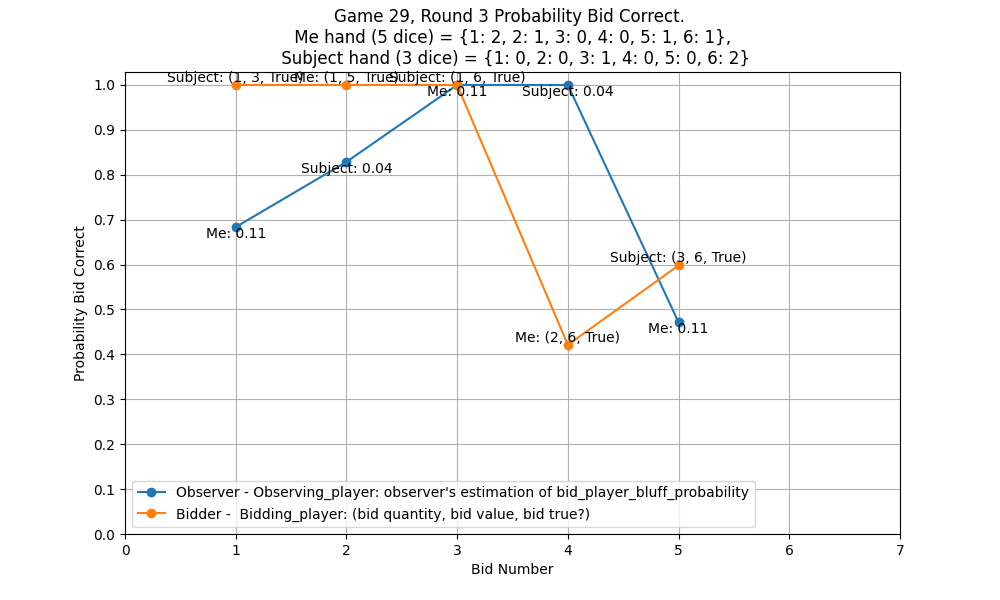 Game 29, Round 3 Probability Bid Correct.
Me hand (5 dice) = {1: 2, 2: 1, 3: 0, 4: 0, 5: 1, 6: 1},
Subject hand (3 dice) = {1: 0, 2: 0, 3: 1, 4: 0, 5: 0, 6: 2}
Subject: (1, 3, True)
Me: (1, 5, True)
Subject: (1, 6, True)
Me: 0.11
Subject: 0.04
Subject: 0.04
Me: 0.11
Subject: (3, 6, True)
Me: 0.11
Me: (2, 6, True)
1.0
0.9
0.8
0.7
0.6
0.5
0.4
0.3
0.2
0.1
0.0
Probability Bid Correct
Observer - Observing_player: observer's estimation of bid_player_bluff_probability
Bidder -  Bidding_player: (bid quantity, bid value, bid true?)
0 1 2 3 4 5 6 7
Bid Number